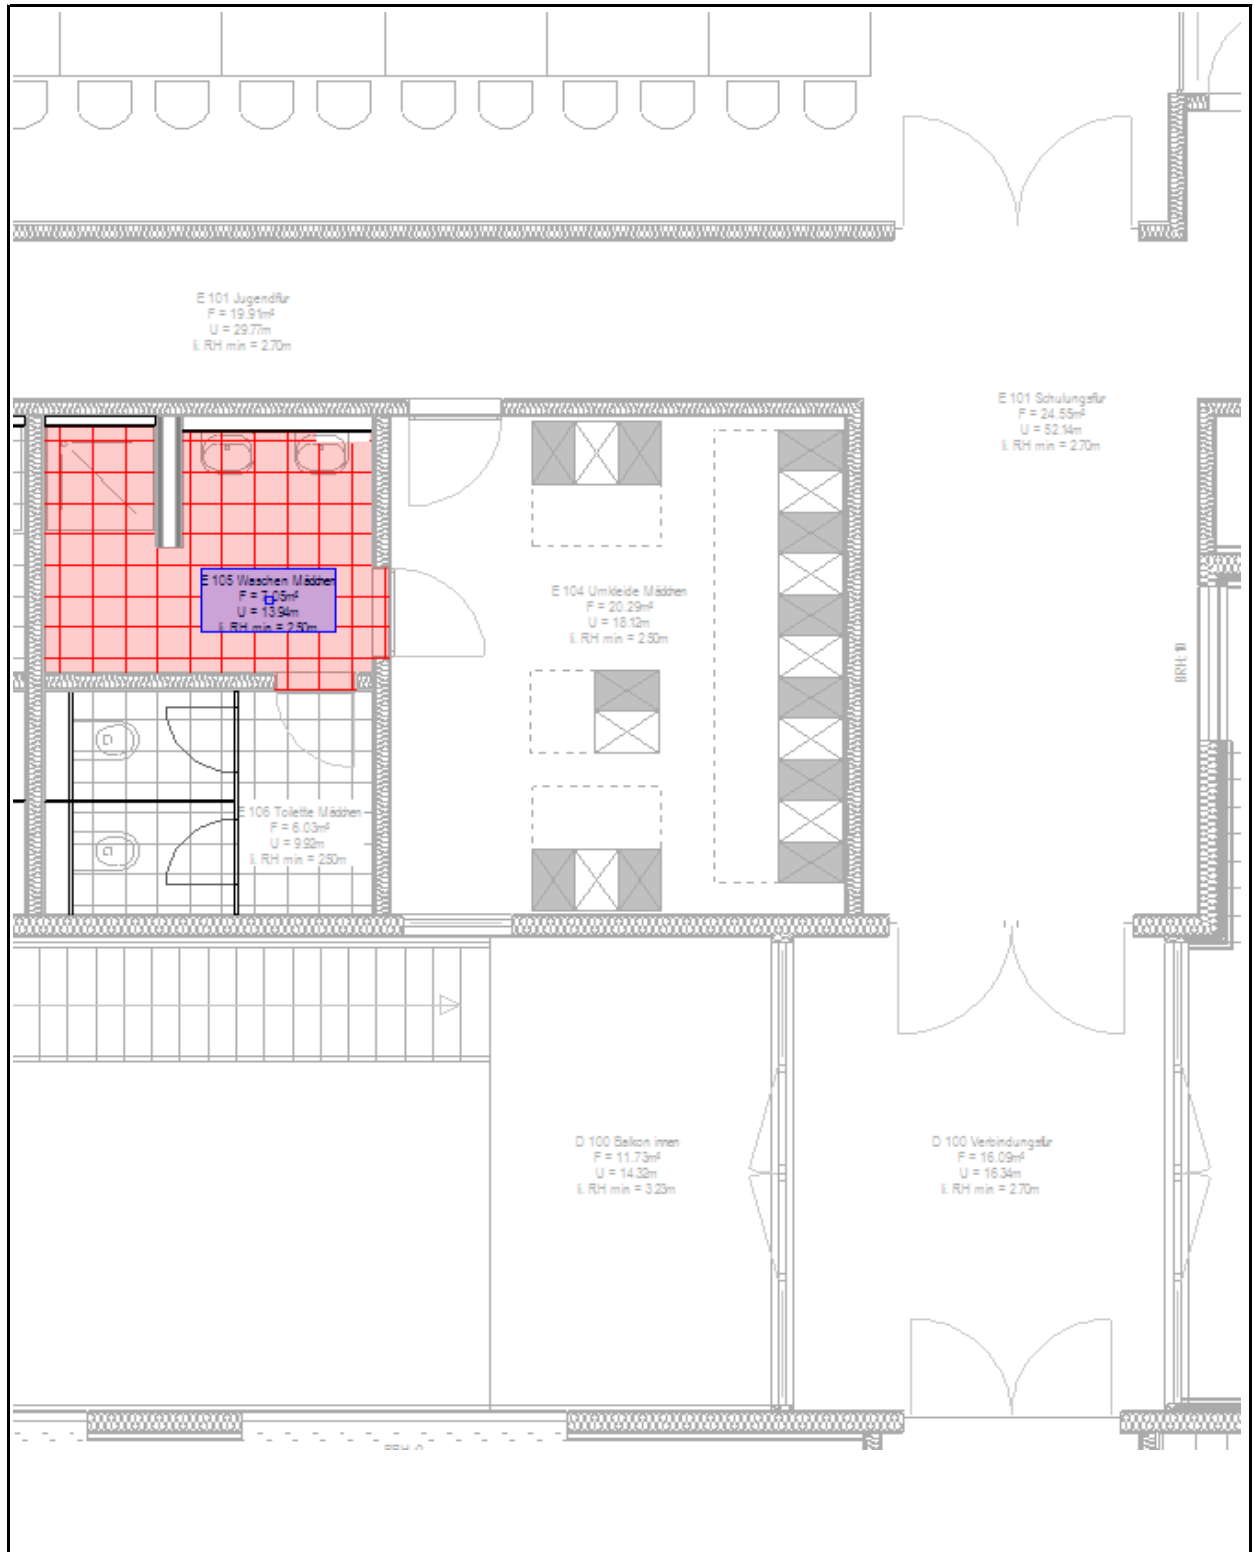 E 101 Jugendflur
F = 19.91m²
U = 29.77m
li. RH min = 2.70m
E 101 Schulungsflur
F = 24.55m²
U = 52.14m
li. RH min = 2.70m
E 105 Waschen Mädchen
F = 7.05m²
U = 13.94m
li. RH min = 2.50m
E 104 Umkleide Mädchen
F = 20.29m²
U = 18.12m
li. RH min = 2.50m
BRH: 10
E 106 Toilette Mädchen
F = 6.03m²
U = 9.92m
li. RH min = 2.50m
D 100 Balkon innen
F = 11.73m²
U = 14.32m
li. RH min = 3.23m
D 100 Verbindungsflur
F = 16.09m²
U = 16.34m
li. RH min = 2.70m